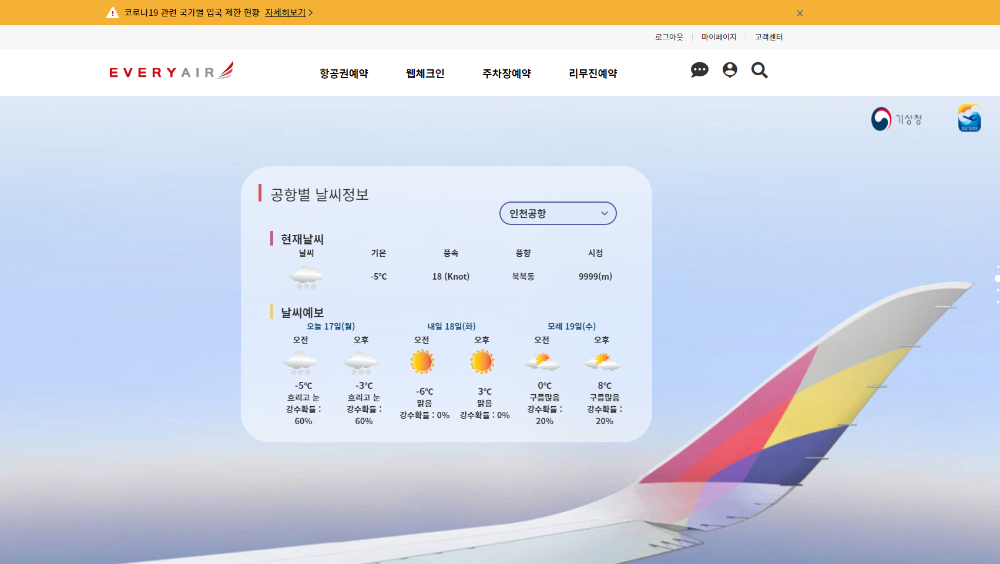 코로나19 관련 국가별 입국 제한 현황 자세히보기 >
로그아웃 마이페이지 고객센터
EVERYAIR 항공권예약 웹체크인 주차장예약 리무진예약
기상청
항공기상정보
공항별 날씨정보
인천공항
현재날씨
날씨 기온 풍속 풍향 시정
-5℃ 18 (Knot) 북북동 9999(m)
날씨예보
오늘 17일(월) 내일 18일(화) 모레 19일(수)
오전 오후 오전 오후 오전 오후
-5℃ -3℃ -6℃ 3℃ 0℃ 8℃
흐리고 눈 흐리고 눈 맑음 맑음 구름많음 구름많음
강수확률 : 60% 강수확률 : 60% 강수확률 : 0% 강수확률 : 0% 강수확률 : 20% 강수확률 : 20%